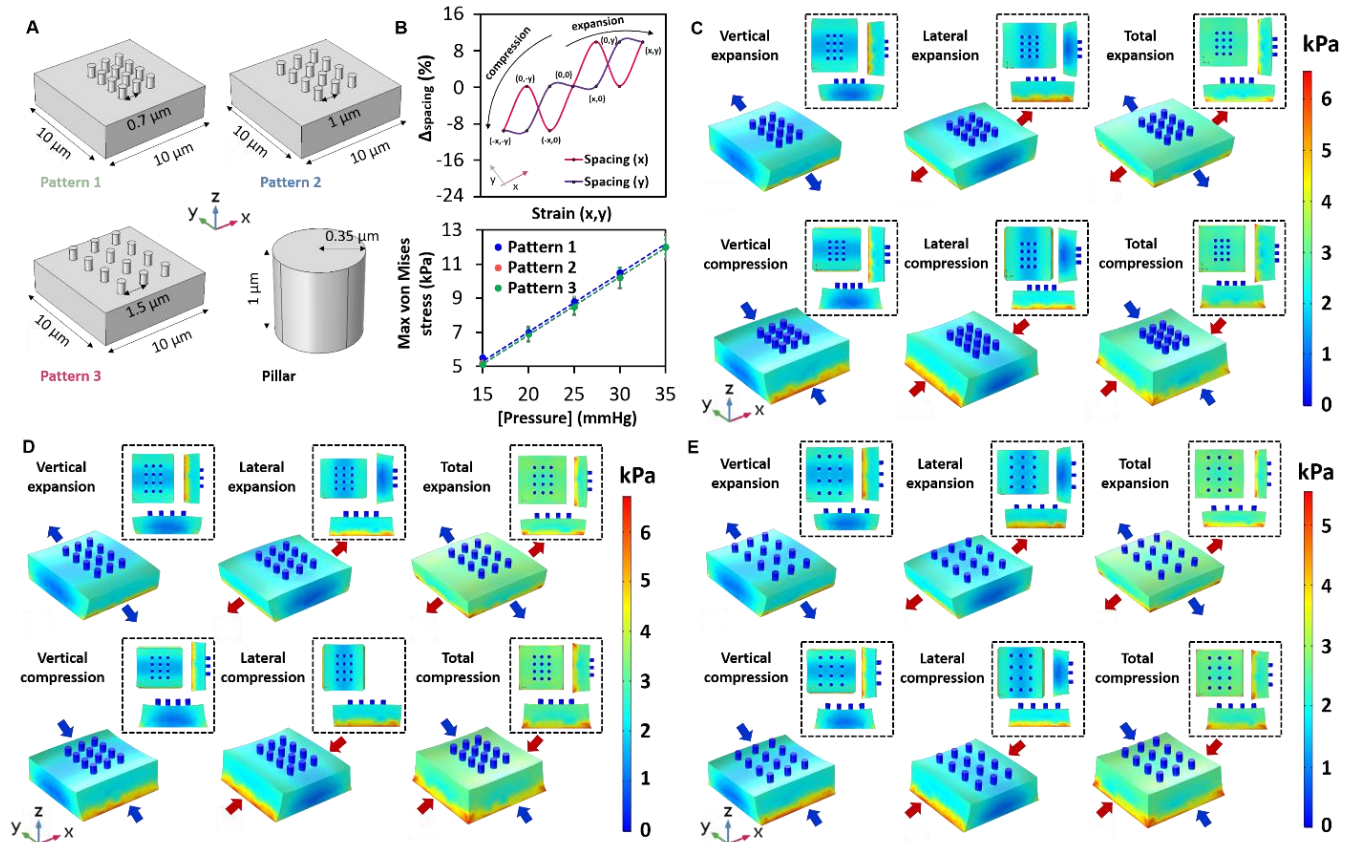 A
0.7 µm
10 µm
10 µm
Pattern 1
1 µm
10 µm
10 µm
Pattern 2
z
y
x
1.5 µm
10 µm
10 µm
Pattern 3
0.35 µm
1 µm
Pillar
B
16
8
0
-8
-16
-24
Δspacing (%)
compression
expansion
(0,-y)
(0,0)
(0,y)
(x,y)
(x,0)
(-x,-y)
(-x,0)
Spacing (x)
Spacing (y)
y
x
Strain (x,y)
13
11
9
7
5
Max von Mises
stress (kPa)
Pattern 1
Pattern 2
Pattern 3
15
20
25
30
35
[Pressure] (mmHg)
C
Vertical
expansion
Lateral
expansion
Total
expansion
Vertical
compression
Lateral
compression
Total
compression
z
y
x
kPa
6
5
4
3
2
1
0
D
Vertical
expansion
Lateral
expansion
Total
expansion
Vertical
compression
Lateral
compression
Total
compression
z
y
x
kPa
6
5
4
3
2
1
0
E
Vertical
expansion
Lateral
expansion
Total
expansion
Vertical
compression
Lateral
compression
Total
compression
z
y
x
kPa
5
4
3
2
1
0